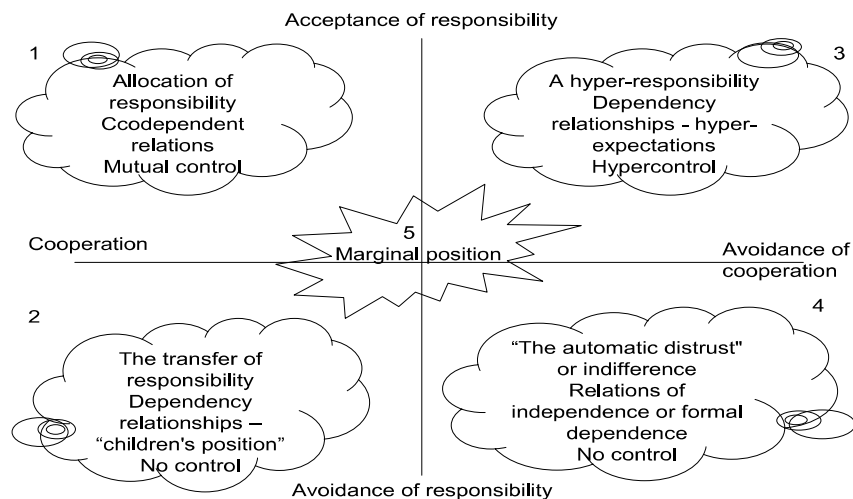 Acceptance of responsibility
1
Allocation of
responsibility
Ccodependent
relations
Mutual control
3
A hyper-responsibility
Dependency
relationships - hyper-
expectations
Hypercontrol
Cooperation
5
Marginal position
Avoidance of
cooperation
2
The transfer of
responsibility
Dependency
relationships –
“children's position”
No control
4
“The automatic distrust"
or indifference
Relations of
independence or formal
dependence
No control
Avoidance of responsibility